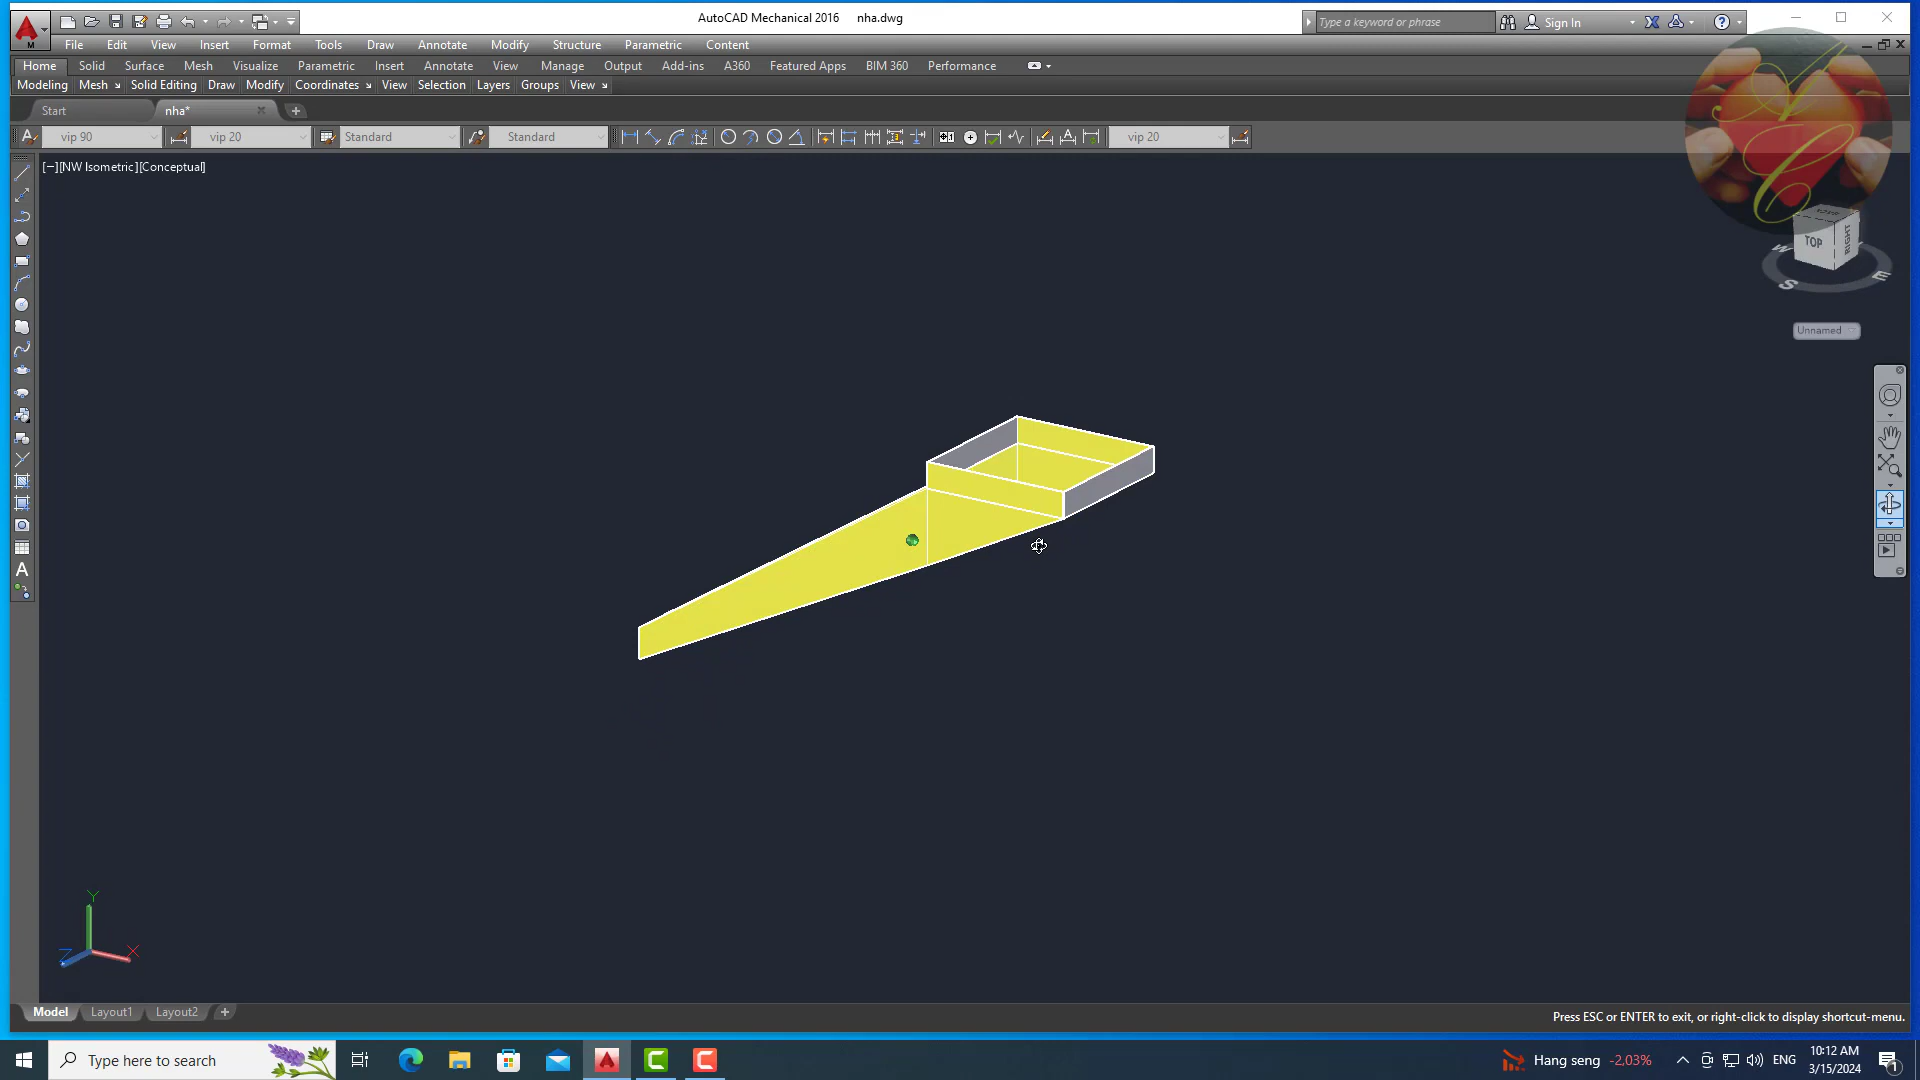 AutoCAD Mechanical 2016 nha.dwg
Type a keyword or phrase
Sign In
M
File Edit View Insert Format Tools Draw Annotate Modify Structure Parametric Content
Home Solid Surface Mesh Visualize Parametric Insert Annotate View Manage Output Add-ins A360 Featured Apps BIM 360 Performance
Modeling Mesh Solid Editing Draw Modify Coordinates View Selection Layers Groups View
Start nha*
vip 90 vip 20 Standard Standard vip 20
[−][NW Isometric][Conceptual]
TOP
RIGHT
W
S
E
Unnamed
A
Y
Z X
Model Layout1 Layout2
Press ESC or ENTER to exit, or right-click to display shortcut-menu.
Type here to search
Hang seng -2,03%
ENG
10:12 AM
3/15/2024
1